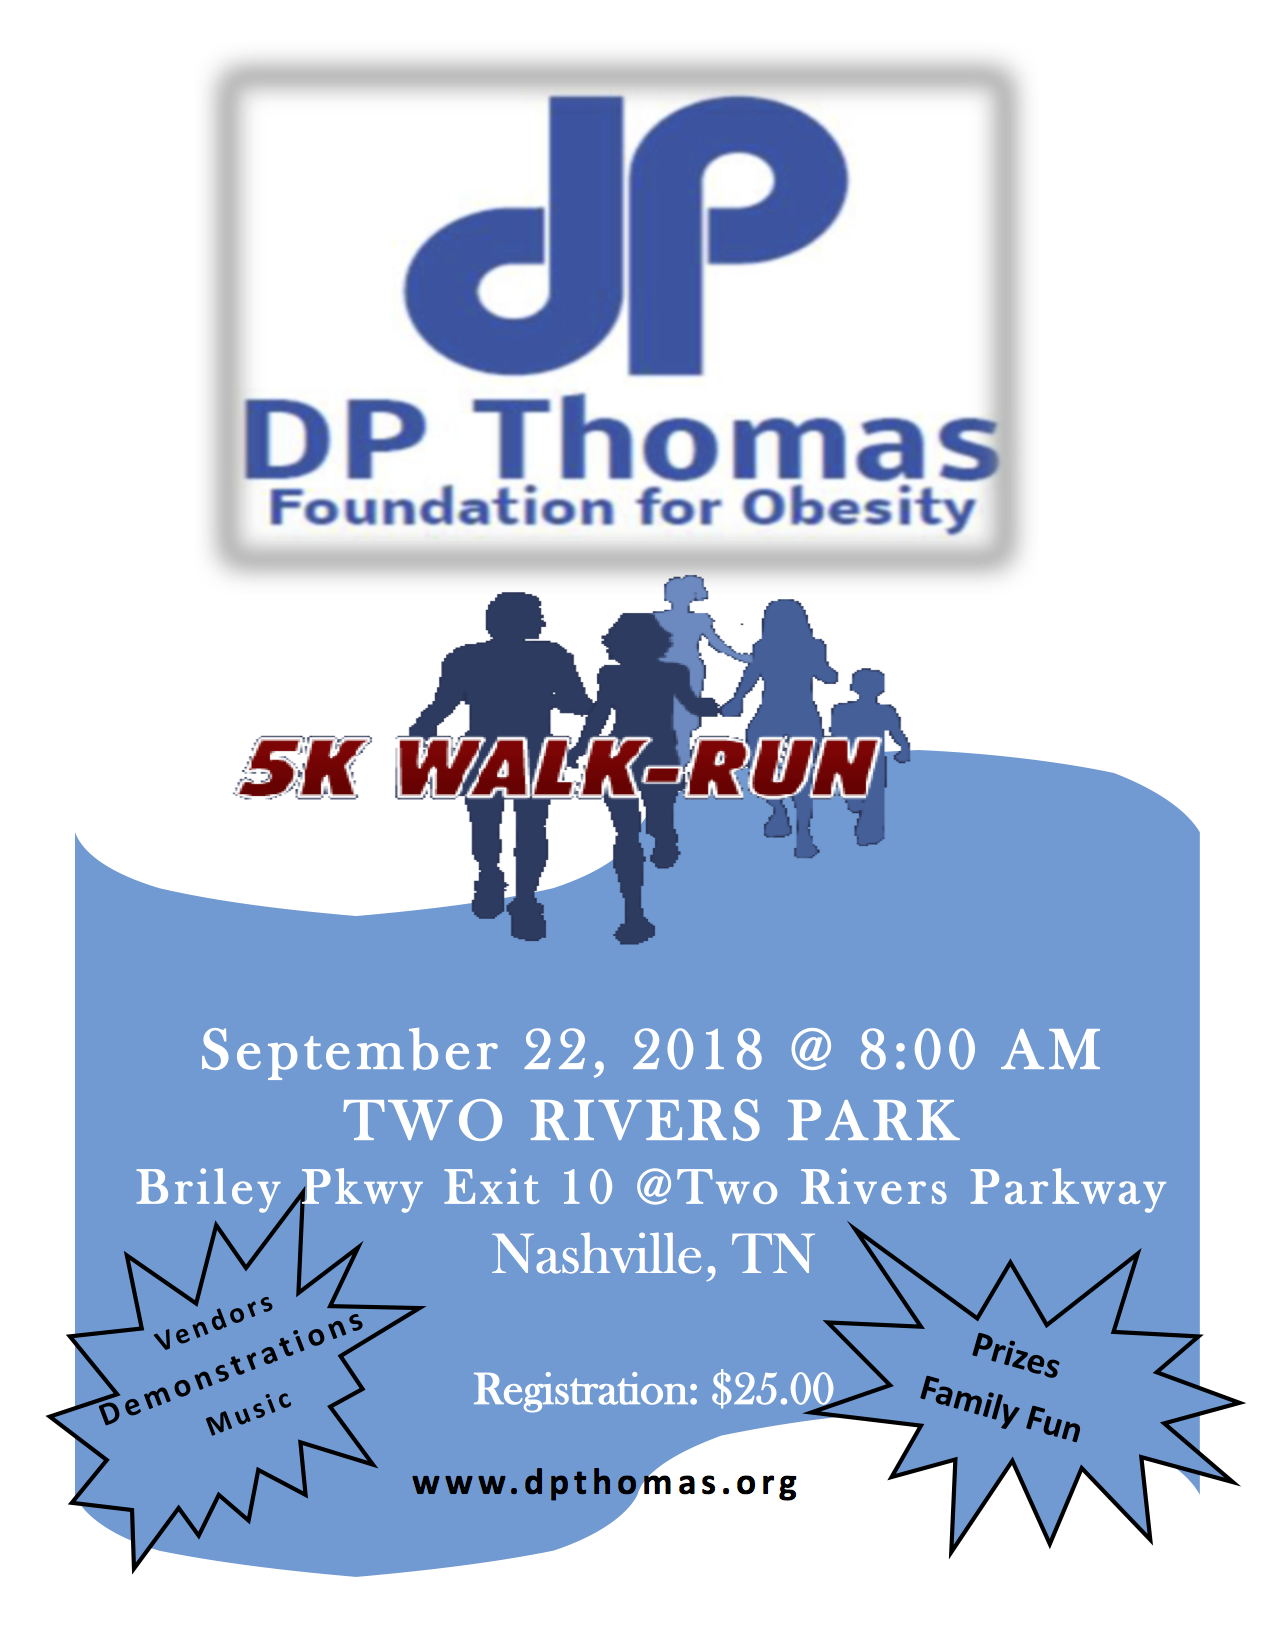 dp
DP Thomas
Foundation for Obesity
5K WALK-RUN
September 22, 2018 @ 8:00 AM
TWO RIVERS PARK
Briley Pkwy Exit 10 @Two Rivers Parkway
Nashville, TN
Vendors
Demonstrations
Music
Prizes
Family Fun
Registration: $25.00
www.dpthomas.org